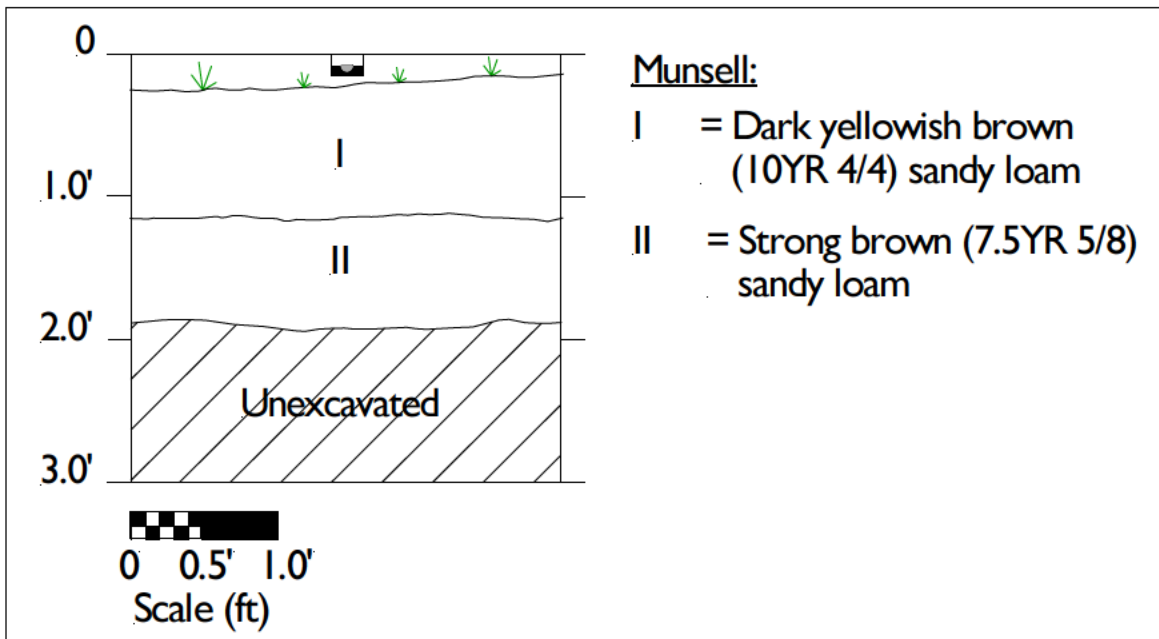 0
1.0'
2.0'
3.0'
I
II
Unexcavated
0 0.5' 1.0'
Scale (ft)
Munsell:
I = Dark yellowish brown
(10YR 4/4) sandy loam
II = Strong brown (7.5YR 5/8)
sandy loam